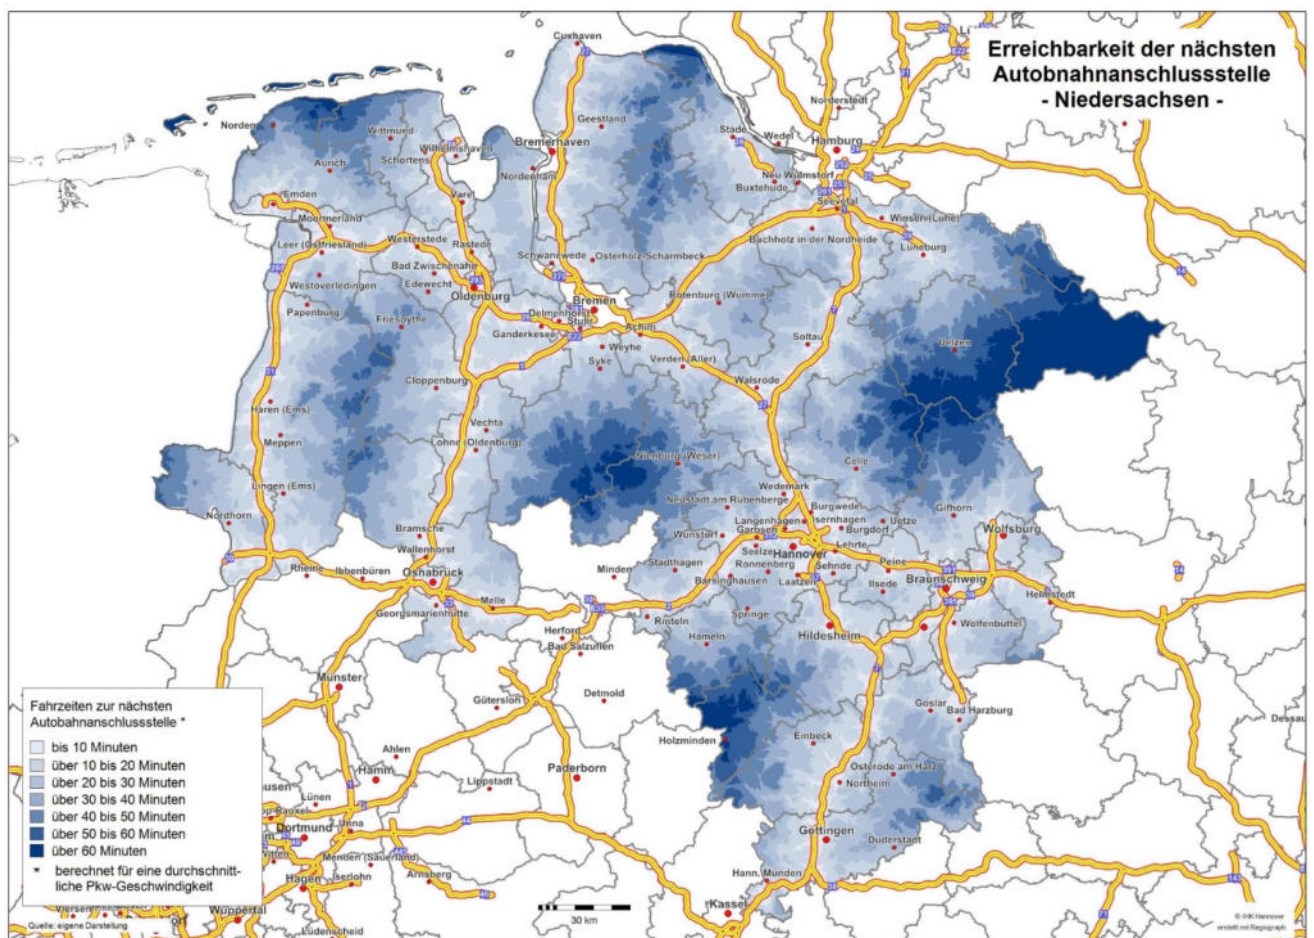 Erreichbarkeit der nächsten
Autobnahnanschlussstelle
- Niedersachsen -
Cuxhaven
Norden
Wittmund
Geestland
Stade
Wedel
Norderstedt
Hamburg
Aurich
Schortens
Wilhelmshaven
Bremerhaven
Nordenham
Neu Wulmstorf
Buxtehude
Emden
Varel
Seevetal
Moormerland
Winsen (Luhe)
Leer (Ostfriesland)
Westerstede
Rastede
Buchholz in der Nordheide
Lüneburg
Bad Zwischenahn
Schwanewede
Osterholz-Scharmbeck
Westoverledingen
Edewecht
Oldenburg
Papenburg
Bremen
Rotenburg (Wümme)
Friesoythe
Delmenhorst
Stuhr
Ganderkesee
Achim
Weyhe
Soltau
Uelzen
Syke
Verden (Aller)
Cloppenburg
Walsrode
Haren (Ems)
Vechta
Meppen
Lohne (Oldenburg)
Nienburg (Weser)
Celle
Lingen (Ems)
Wedemark
Neustadt am Rübenberge
Burgwedel
Nordhorn
Langenhagen
Isernhagen
Uetze
Gifhorn
Bramsche
Garbsen
Burgdorf
Wolfsburg
Wunstorf
Wallenhorst
Seelze
Hannover
Lehrte
Rheine
Ibbenbüren
Osnabrück
Minden
Stadthagen
Ronnenberg
Sehnde
Peine
Barsinghausen
Laatzen
Ilsede
Braunschweig
Helmstedt
Georgsmarienhütte
Melle
Rinteln
Springe
Hildesheim
Wolfenbüttel
Herford
Hameln
Bad Salzuflen
Münster
Gütersloh
Detmold
Goslar
Bad Harzburg
Dessau
Holzminden
Einbeck
Ahlen
Hamm
Lippstadt
Paderborn
Osterode am Harz
Northeim
Lünen
Dortmund
Unna
Göttingen
Duderstadt
Witten
Menden (Sauerland)
Hagen
Iserlohn
Arnsberg
Hann. Münden
Kassel
Wuppertal
Lüdenscheid
Fahrzeiten zur nächsten
Autobahnanschlussstelle *
bis 10 Minuten
über 10 bis 20 Minuten
über 20 bis 30 Minuten
über 30 bis 40 Minuten
über 40 bis 50 Minuten
über 50 bis 60 Minuten
über 60 Minuten
* berechnet für eine durchschnitt-
liche Pkw-Geschwindigkeit
Quelle: eigene Darstellung
30 km
© IHK Hannover
erstellt mit Regiograph